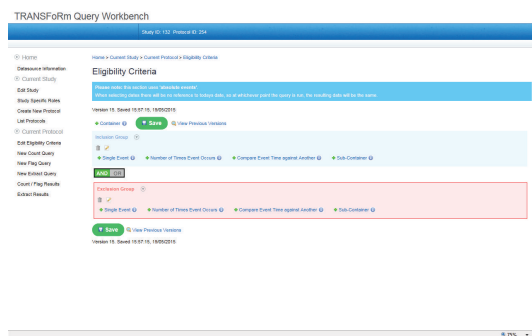 TRANSFoRm Query Workbench
Study ID: 132 Protocol ID: 254
Home
Datasource Information
Current Study
Edit Study
Study Specific Roles
Create New Protocol
List Protocols
Current Protocol
Edit Eligibility Criteria
New Count Query
New Flag Query
New Extract Query
Count / Flag Results
Extract Results
Home > Current Study > Current Protocol > Eligibility Criteria
Eligibility Criteria
Please note: this section uses 'absolute events'.
When selecting dates there will be no reference to todays date, so at whichever point the query is run, the resulting data will be the same.
Version 15. Saved 15:57:15, 19/05/2015
Container Save View Previous Versions
Inclusion Group
Single Event Number of Times Event Occurs Compare Event Time against Another Sub-Container
AND OR
Exclusion Group
Single Event Number of Times Event Occurs Compare Event Time against Another Sub-Container
Save View Previous Versions
Version 15. Saved 15:57:15, 19/05/2015
75%